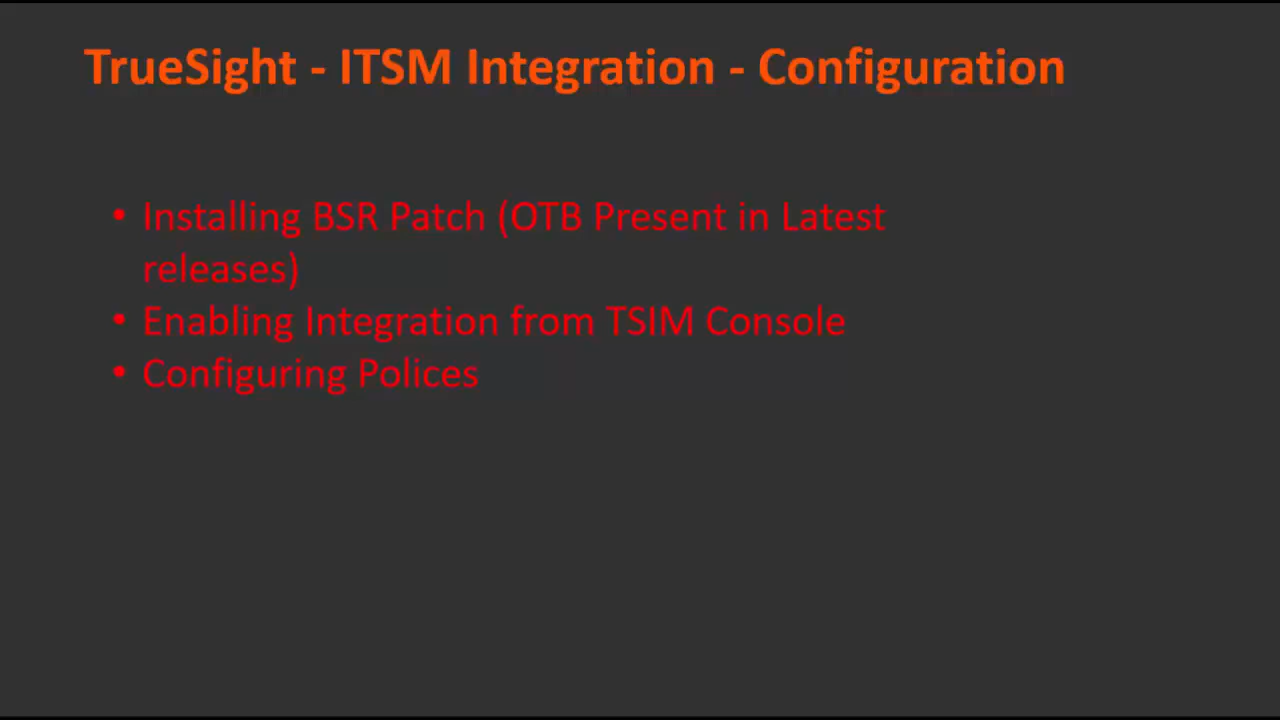 TrueSight - ITSM Integration - Configuration
• Installing BSR Patch (OTB Present in Latest
releases)
• Enabling Integration from TSIM Console
• Configuring Polices